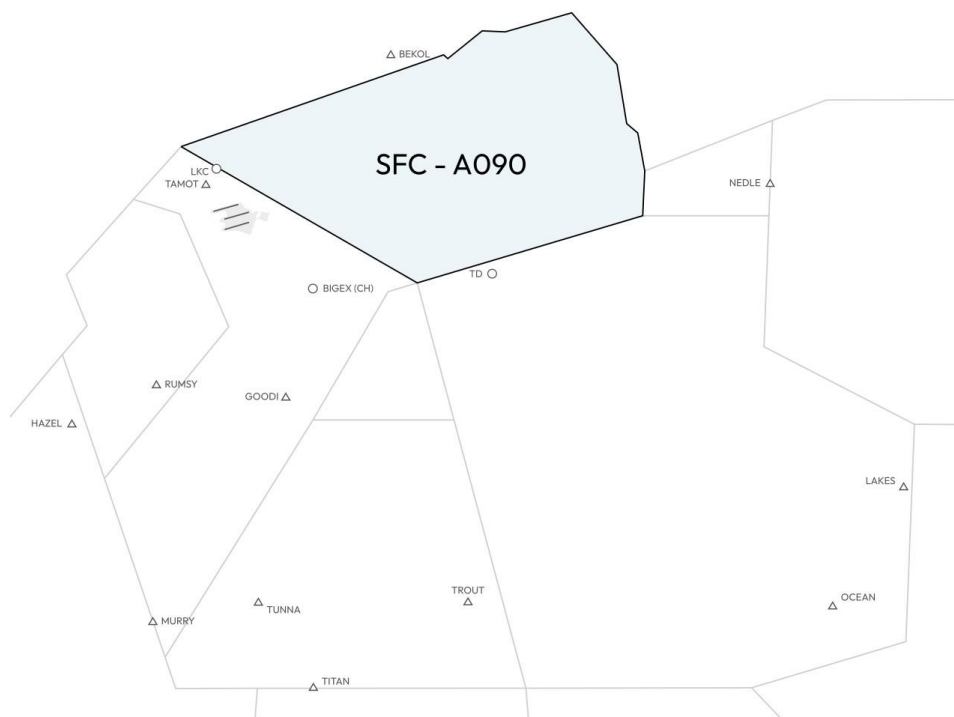 BEKOL
SFC - A090
LKC
TAMOT
NEDLE
TD
BIGEX (CH)
RUMSY
GOODI
HAZEL
LAKES
TROUT
OCEAN
TUNNA
MURRY
TITAN